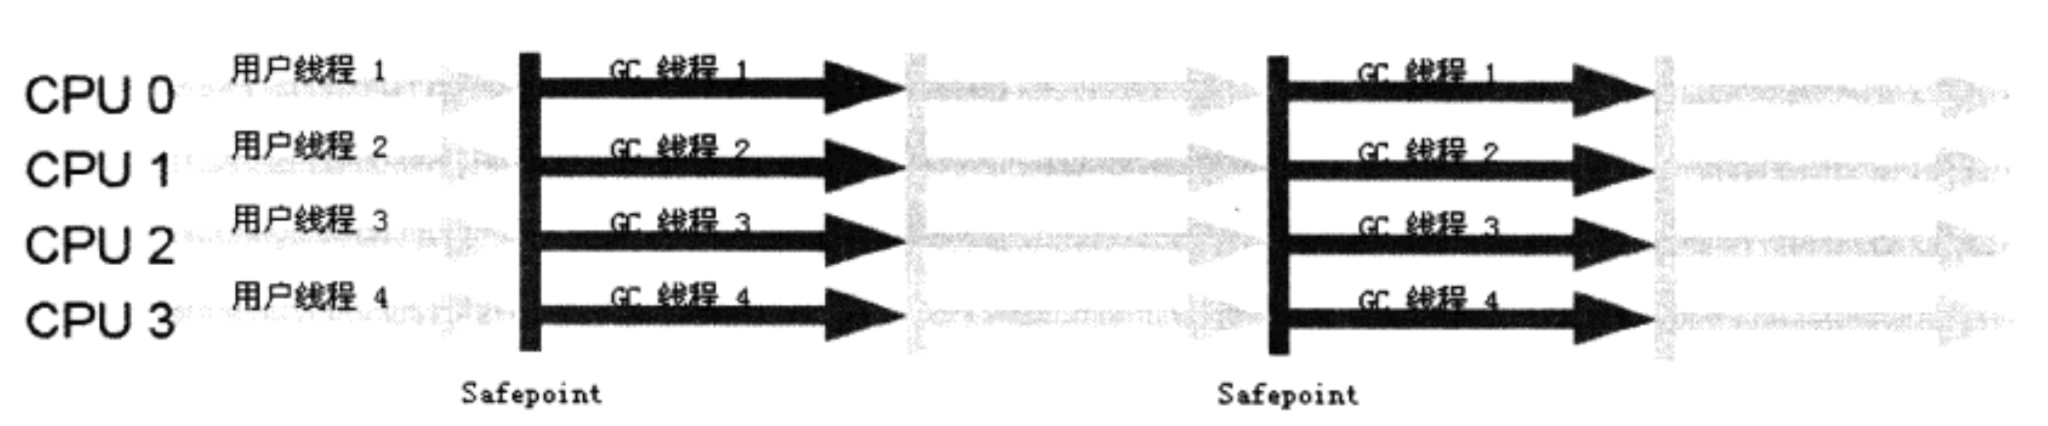 CPU 0 用户线程 1 GC 线程 1 GC 线程 1
CPU 1 用户线程 2 GC 线程 2 GC 线程 2
CPU 2 用户线程 3 GC 线程 3 GC 线程 3
CPU 3 用户线程 4 GC 线程 4 GC 线程 4
Safepoint Safepoint